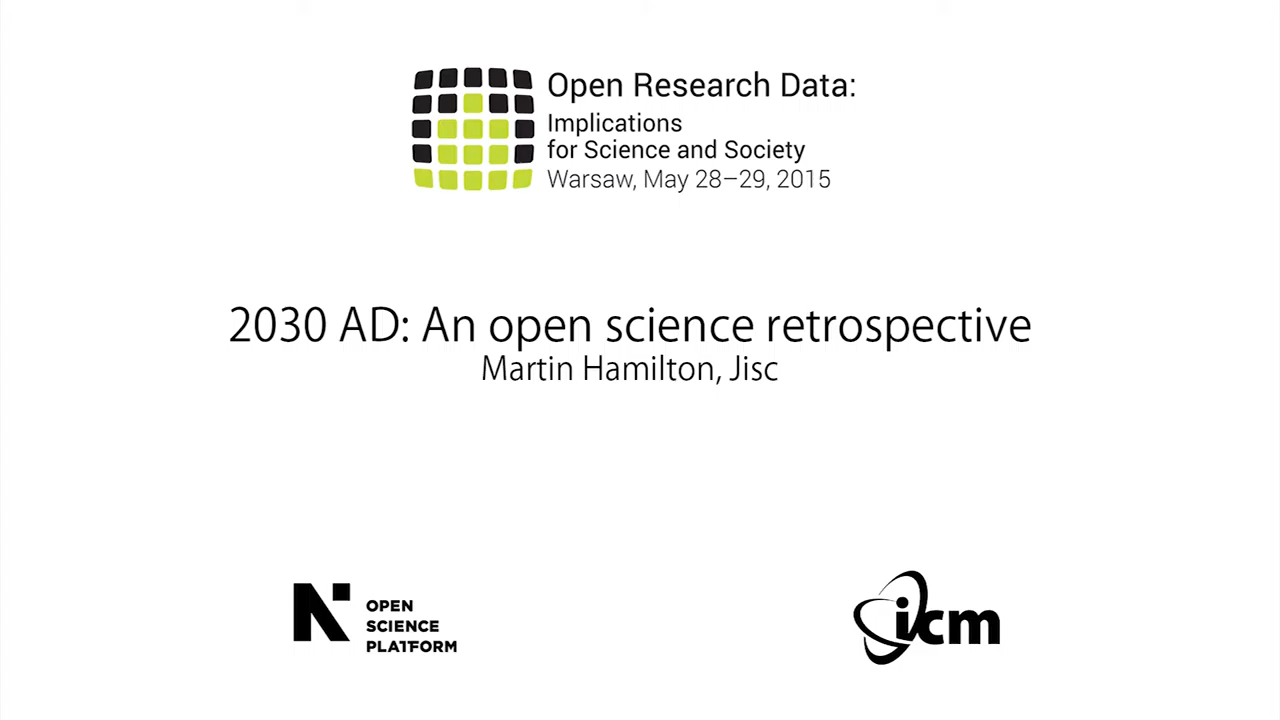 Open Research Data:
Implications
for Science and Society
Warsaw, May 28–29, 2015
2030 AD: An open science retrospective
Martin Hamilton, Jisc
OPEN
SCIENCE
PLATFORM
icm